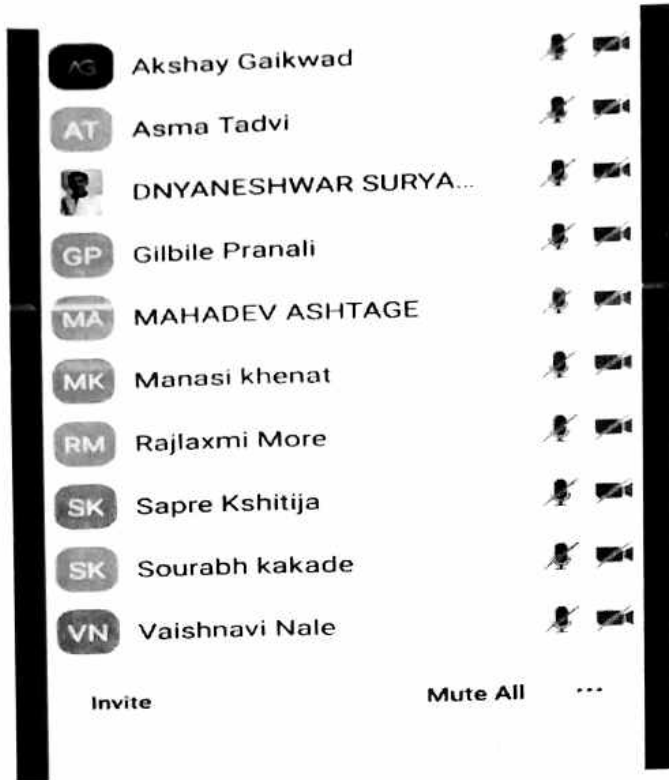 AG Akshay Gaikwad
AT Asma Tadvi
DNYANESHWAR SURYA...
GP Gilbile Pranali
MA MAHADEV ASHTAGE
MK Manasi khenat
RM Rajlaxmi More
SK Sapre Kshitija
SK Sourabh kakade
VN Vaishnavi Nale
Invite Mute All ...